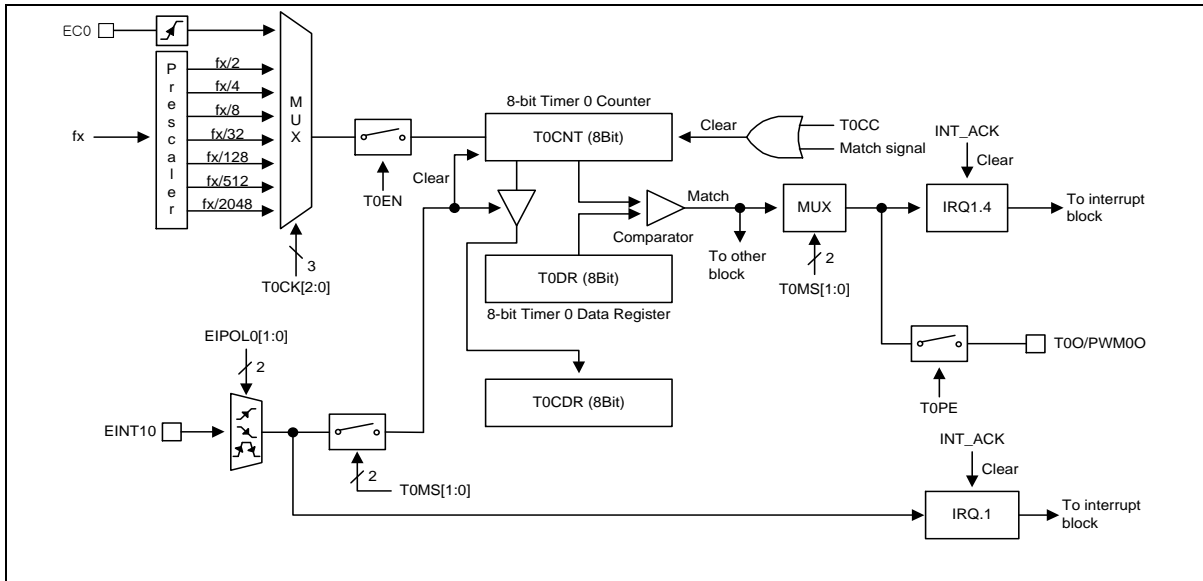 EC0
Prescaler
fx
fx/2
fx/4
fx/8
fx/32
fx/128
fx/512
fx/2048
MUX
3
T0CK[2:0]
T0EN
8-bit Timer 0 Counter
T0CNT (8Bit)
Clear
Clear
T0CC
Match signal
Match
Comparator
To other
block
T0DR (8Bit)
8-bit Timer 0 Data Register
T0CDR (8Bit)
MUX
2
T0MS[1:0]
INT_ACK
Clear
IRQ1.4
To interrupt
block
T0O/PWM0O
T0PE
EIPOL0[1:0]
2
EINT10
2
T0MS[1:0]
INT_ACK
Clear
IRQ.1
To interrupt
block